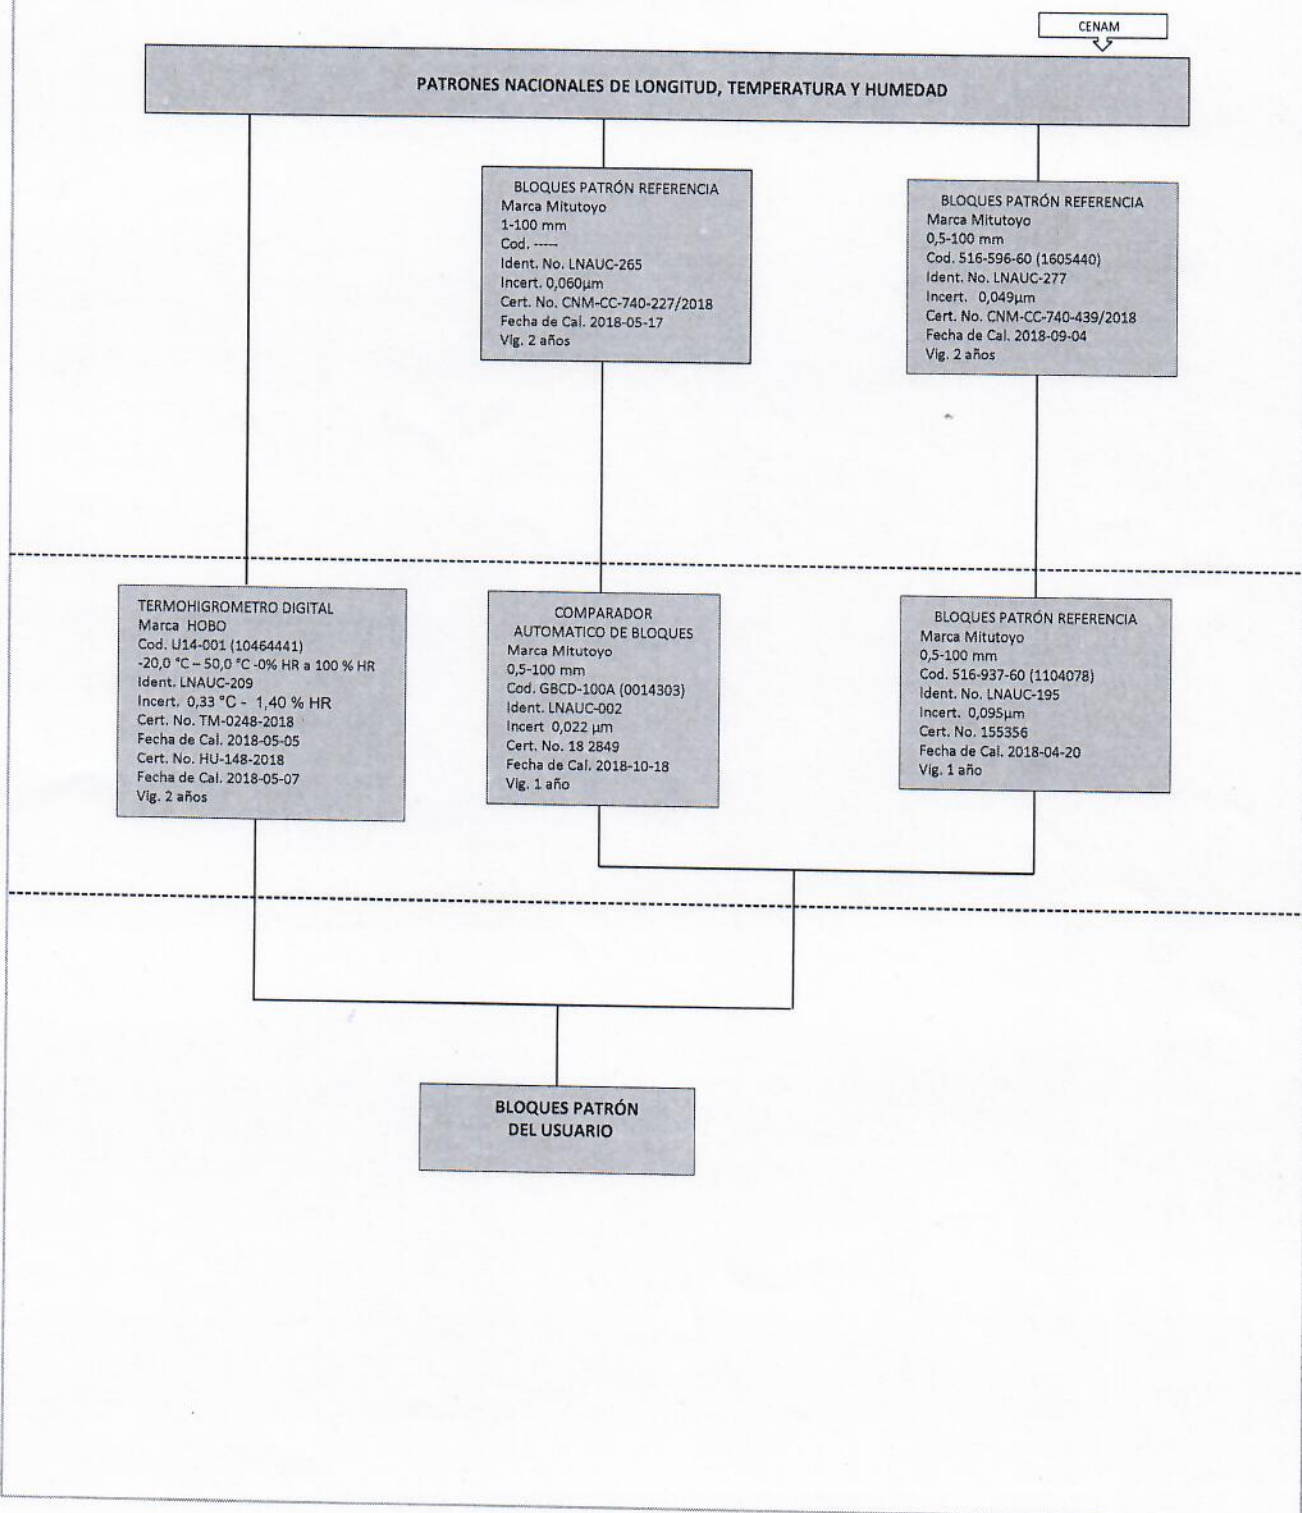 CENAM
PATRONES NACIONALES DE LONGITUD, TEMPERATURA Y HUMEDAD
BLOQUES PATRÓN REFERENCIA
Marca Mitutoyo
1-100 mm
Cod. -----
Ident. No. LNAUC-265
Incert. 0,060µm
Cert. No. CNM-CC-740-227/2018
Fecha de Cal. 2018-05-17
Vig. 2 años
BLOQUES PATRÓN REFERENCIA
Marca Mitutoyo
0,5-100 mm
Cod. 516-596-60 (1605440)
Ident. No. LNAUC-277
Incert. 0,049µm
Cert. No. CNM-CC-740-439/2018
Fecha de Cal. 2018-09-04
Vig. 2 años
TERMOHIGROMETRO DIGITAL
Marca HOBO
Cod. U14-001 (10464441)
-20,0 °C – 50,0 °C -0% HR a 100 % HR
Ident. LNAUC-209
Incert. 0,33 °C - 1,40 % HR
Cert. No. TM-0248-2018
Fecha de Cal. 2018-05-05
Cert. No. HU-148-2018
Fecha de Cal. 2018-05-07
Vig. 2 años
COMPARADOR
AUTOMATICO DE BLOQUES
Marca Mitutoyo
0,5-100 mm
Cod. GBCD-100A (0014303)
Ident. LNAUC-002
Incert 0,022 µm
Cert. No. 18 2849
Fecha de Cal. 2018-10-18
Vig. 1 año
BLOQUES PATRÓN REFERENCIA
Marca Mitutoyo
0,5-100 mm
Cod. 516-937-60 (1104078)
Ident. No. LNAUC-195
Incert. 0,095µm
Cert. No. 155356
Fecha de Cal. 2018-04-20
Vig. 1 año
BLOQUES PATRÓN
DEL USUARIO